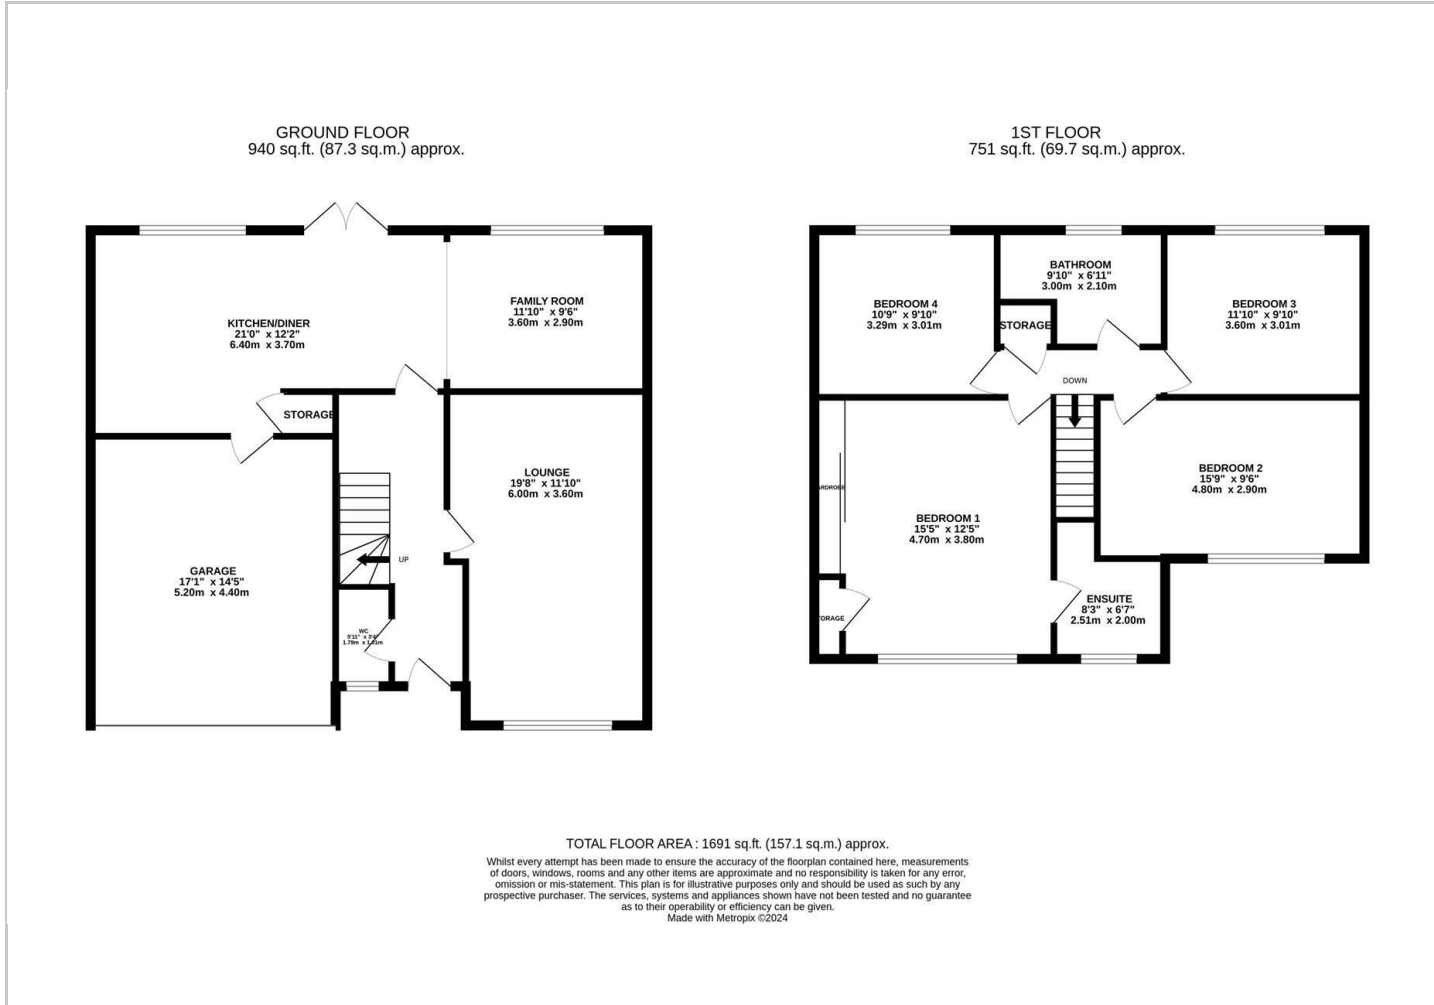 GROUND FLOOR
940 sq.ft. (87.3 sq.m.) approx.
KITCHEN/DINER
21'0" x 12'2"
6.40m x 3.70m
FAMILY ROOM
11'10" x 9'6"
3.60m x 2.90m
STORAGE
LOUNGE
19'8" x 11'10"
6.00m x 3.60m
UP
GARAGE
17'1" x 14'5"
5.20m x 4.40m
WC
5'11" x 3'4"
1.79m x 1.01m
1ST FLOOR
751 sq.ft. (69.7 sq.m.) approx.
BEDROOM 4
10'9" x 9'10"
3.29m x 3.01m
BATHROOM
9'10" x 6'11"
3.00m x 2.10m
STORAGE
BEDROOM 3
11'10" x 9'10"
3.60m x 3.01m
DOWN
ARDROBE
BEDROOM 1
15'5" x 12'5"
4.70m x 3.80m
BEDROOM 2
15'9" x 9'6"
4.80m x 2.90m
TORAGE
ENSUITE
8'3" x 6'7"
2.51m x 2.00m
TOTAL FLOOR AREA : 1691 sq.ft. (157.1 sq.m.) approx.
Whilst every attempt has been made to ensure the accuracy of the floorplan contained here, measurements
of doors, windows, rooms and any other items are approximate and no responsibility is taken for any error,
omission or mis-statement. This plan is for illustrative purposes only and should be used as such by any
prospective purchaser. The services, systems and appliances shown have not been tested and no guarantee
as to their operability or efficiency can be given.
Made with Metropix ©2024